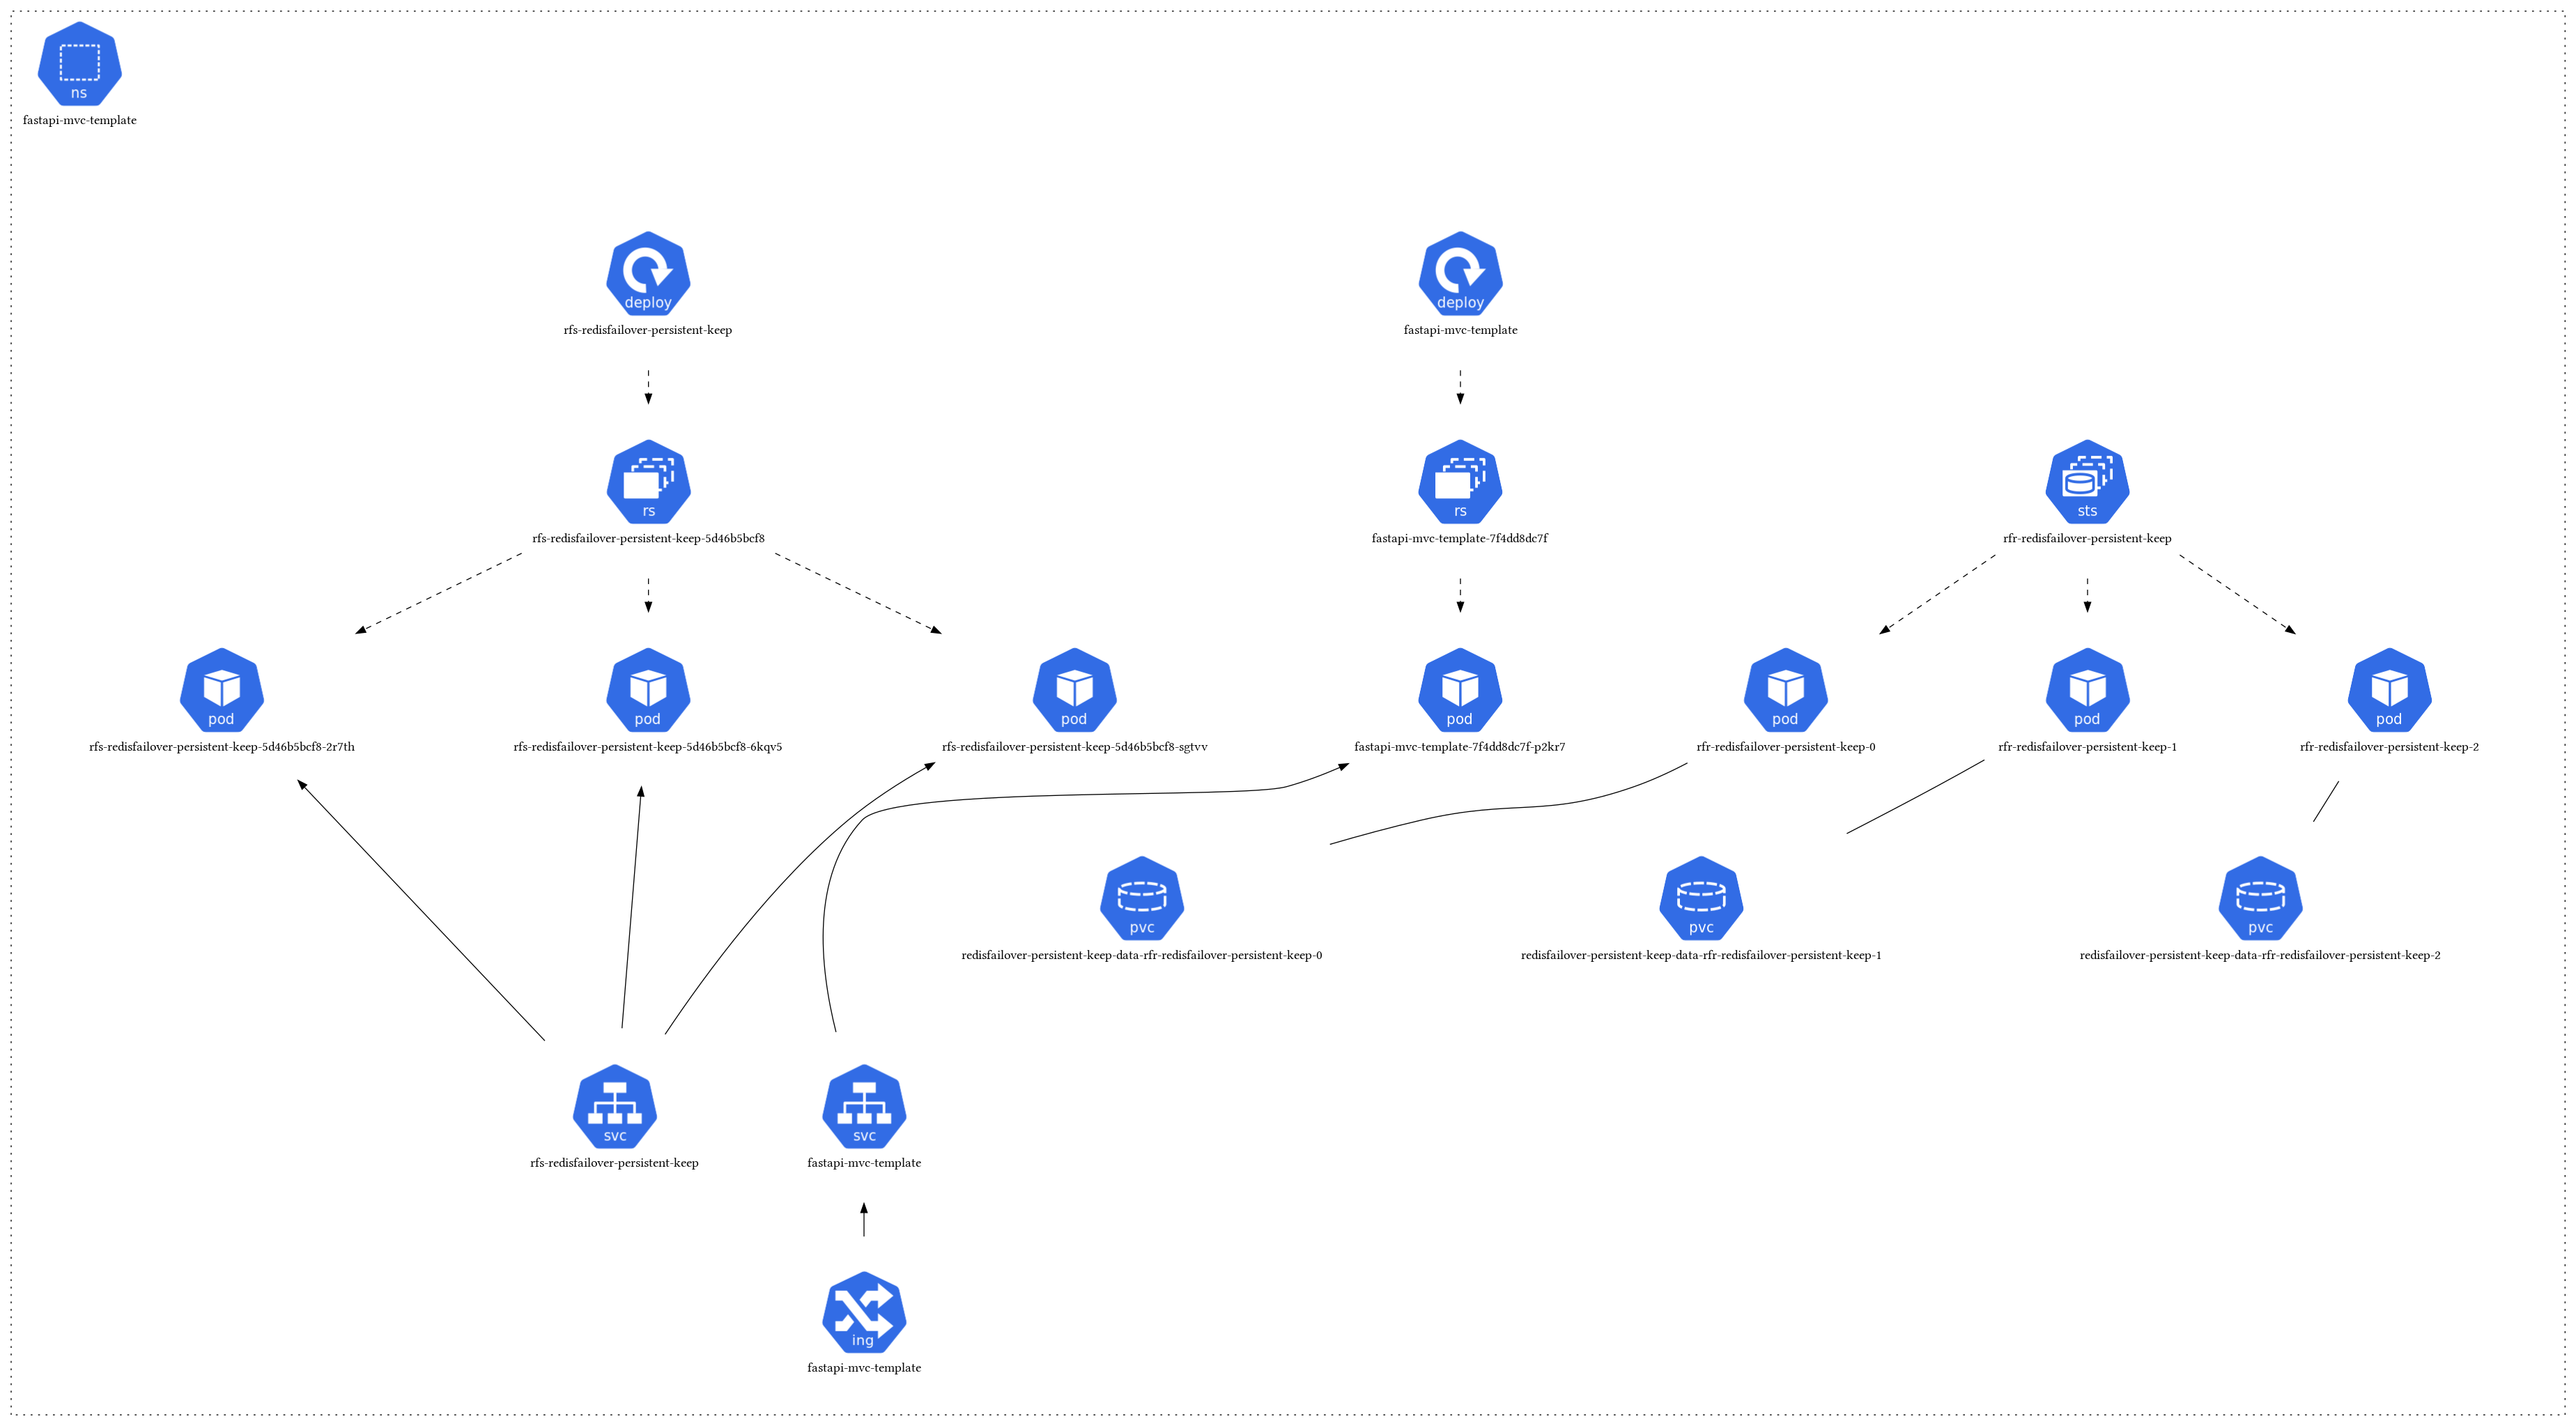 ns
fastapi-mvc-template
deploy
rfs-redisfailover-persistent-keep
deploy
fastapi-mvc-template
rs
rfs-redisfailover-persistent-keep-5d46b5bcf8
rs
fastapi-mvc-template-7f4dd8dc7f
sts
rfr-redisfailover-persistent-keep
pod
rfs-redisfailover-persistent-keep-5d46b5bcf8-2r7th
pod
rfs-redisfailover-persistent-keep-5d46b5bcf8-6kqv5
pod
rfs-redisfailover-persistent-keep-5d46b5bcf8-sgtvv
pod
fastapi-mvc-template-7f4dd8dc7f-p2kr7
pod
rfr-redisfailover-persistent-keep-0
pod
rfr-redisfailover-persistent-keep-1
pod
rfr-redisfailover-persistent-keep-2
pvc
redisfailover-persistent-keep-data-rfr-redisfailover-persistent-keep-0
pvc
redisfailover-persistent-keep-data-rfr-redisfailover-persistent-keep-1
pvc
redisfailover-persistent-keep-data-rfr-redisfailover-persistent-keep-2
svc
rfs-redisfailover-persistent-keep
svc
fastapi-mvc-template
ing
fastapi-mvc-template